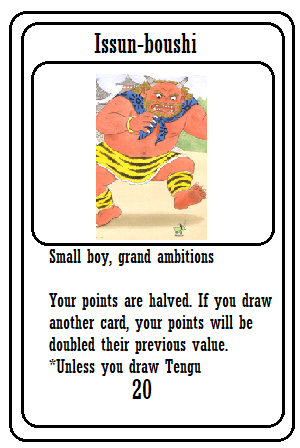 Issun-boushi
Small boy, grand ambitions
Your points are halved. If you draw
another card, your points will be
doubled their previous value.
*Unless you draw Tengu
20